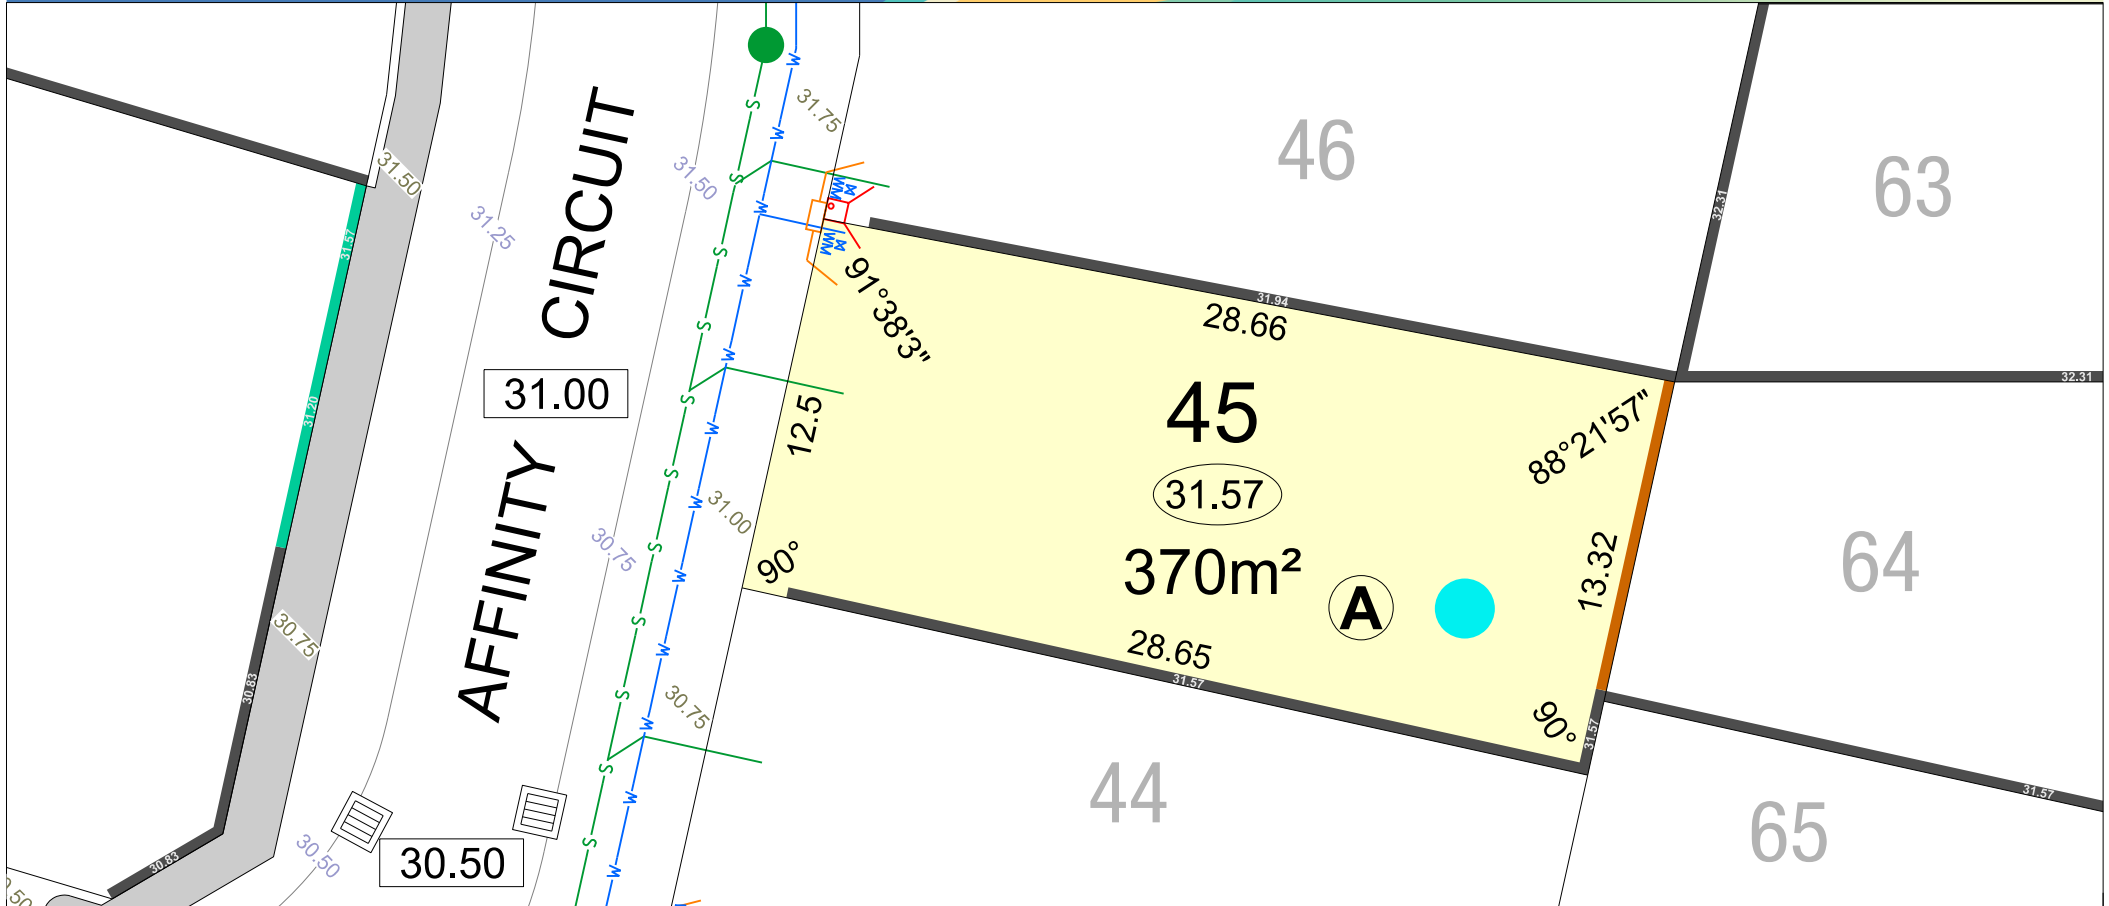 46
63
31.75
31.50
31.50
31.25
31.57
32.31
AFFINITY CIRCUIT
WM
WM
91°38'3"
31.94
28.66
32.31
31.00
12.5
45
88°21'57"
31.20
31.57
31.00
30.75
90°
370m²
A
13.32
64
30.75
28.65
31.57
30.83
30.75
90°
31.57
44
65
31.57
30.50
30.50
30.83
S
S
S
S
S
S
S
S
S
S
S
W
W
W
W
W
W
W
W
W
W
W
W